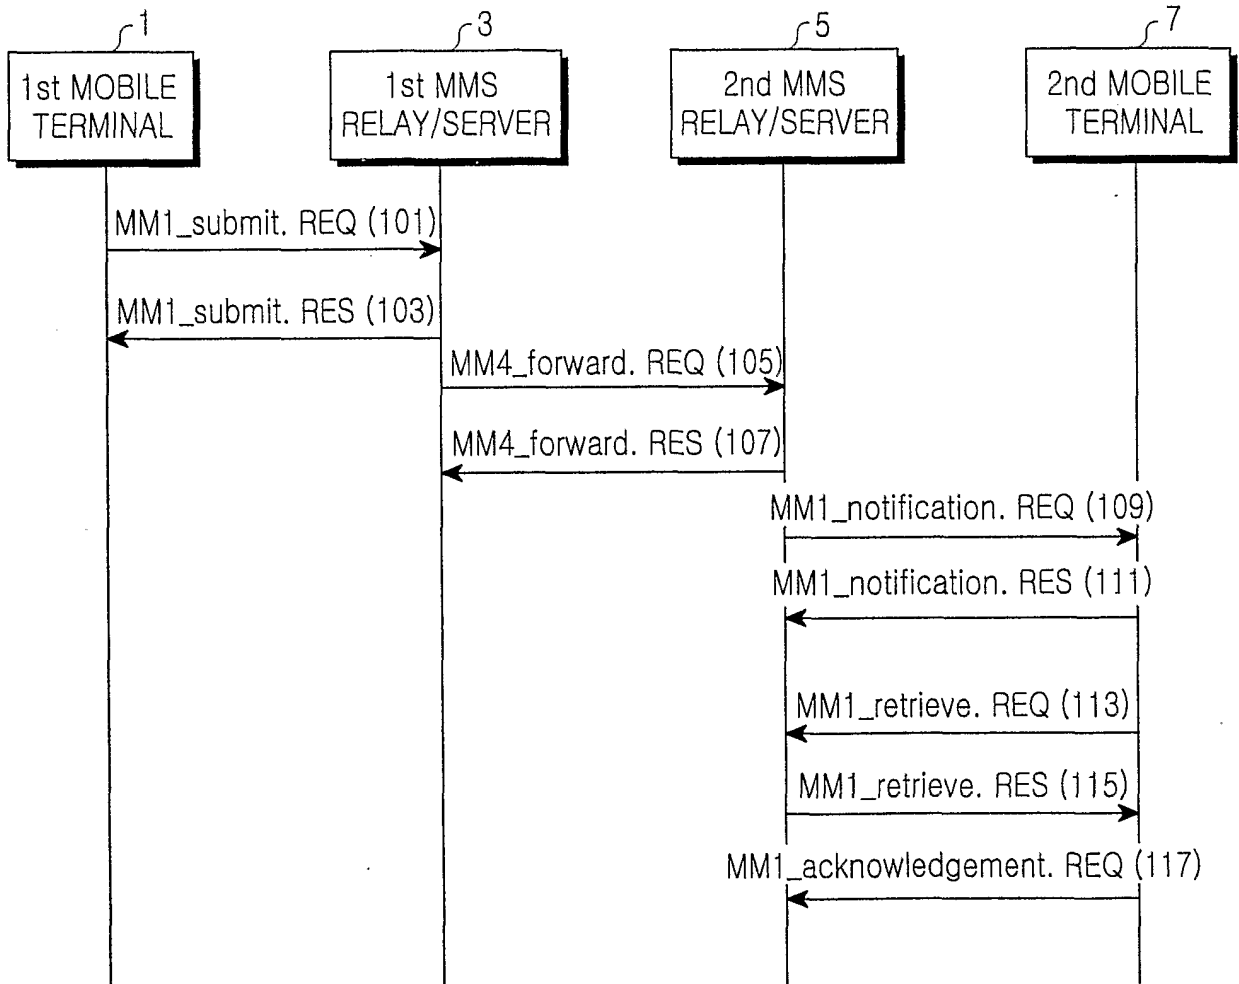 1
3
5
7
1st MOBILE
TERMINAL
1st MMS
RELAY/SERVER
2nd MMS
RELAY/SERVER
2nd MOBILE
TERMINAL
MM1_submit. REQ (101)
MM1_submit. RES (103)
MM4_forward. REQ (105)
MM4_forward. RES (107)
MM1_notification. REQ (109)
MM1_notification. RES (111)
MM1_retrieve. REQ (113)
MM1_retrieve. RES (115)
MM1_acknowledgement. REQ (117)